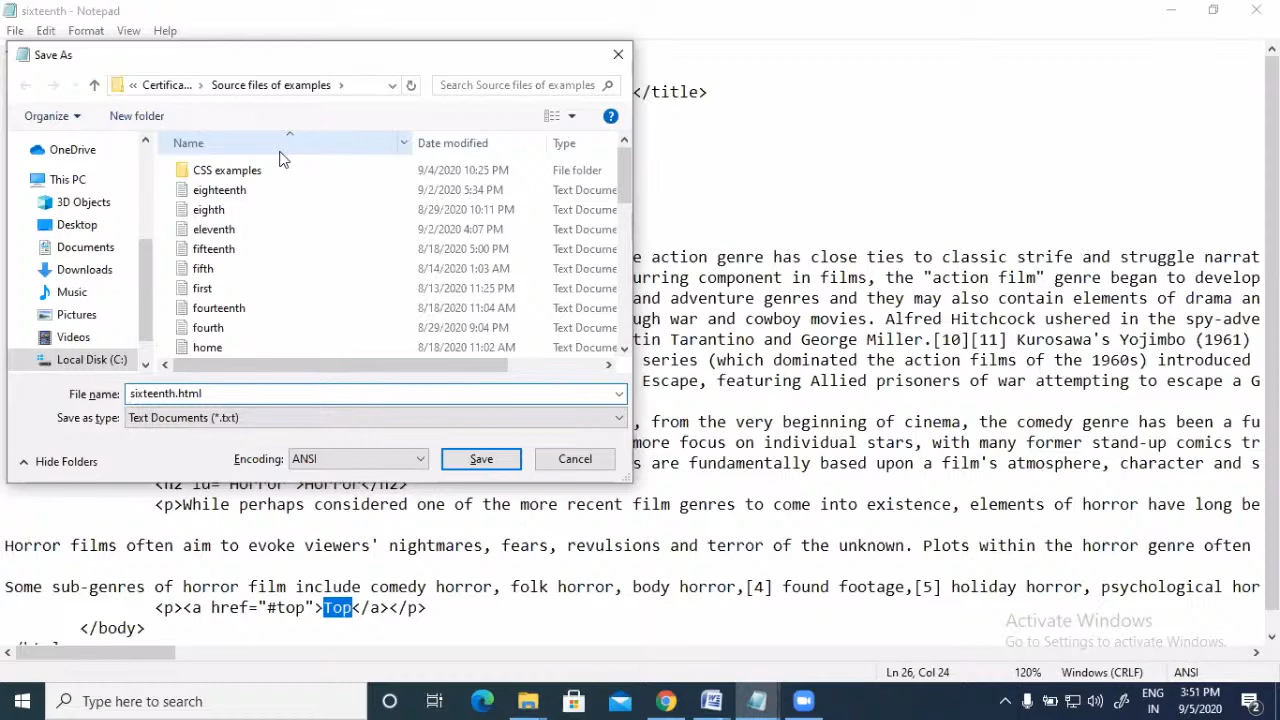 sixteenth - Notepad
File Edit Format View Help
Save As
</title>
« Certifica... › Source files of examples ›
Search Source files of examples
Organize
New folder
Name Date modified Type
OneDrive
This PC
3D Objects
Desktop
Documents
Downloads
Music
Pictures
Videos
Local Disk (C:)
CSS examples 9/4/2020 10:25 PM File folder
eighteenth 9/2/2020 5:34 PM Text Docume
eighth 8/29/2020 10:11 PM Text Docume
eleventh 9/2/2020 4:07 PM Text Docume
fifteenth 8/18/2020 5:00 PM Text Docume
fifth 8/14/2020 1:03 AM Text Docume
first 8/13/2020 11:25 PM Text Docume
fourteenth 8/18/2020 11:04 AM Text Docume
fourth 8/29/2020 9:04 PM Text Docume
home 8/18/2020 11:02 AM Text Docume
File name: sixteenth.html
Save as type: Text Documents (*.txt)
Hide Folders
Encoding: ANSI
Save
Cancel
e action genre has close ties to classic strife and struggle narrat
urring component in films, the "action film" genre began to develop
and adventure genres and they may also contain elements of drama an
ugh war and cowboy movies. Alfred Hitchcock ushered in the spy-adve
tin Tarantino and George Miller.[10][11] Kurosawa's Yojimbo (1961)
series (which dominated the action films of the 1960s) introduced
Escape, featuring Allied prisoners of war attempting to escape a G
, from the very beginning of cinema, the comedy genre has been a fu
more focus on individual stars, with many former stand-up comics tr
s are fundamentally based upon a film's atmosphere, character and s
<h2 id="Horror">Horror</h2>
<p>While perhaps considered one of the more recent film genres to come into existence, elements of horror have long be
Horror films often aim to evoke viewers' nightmares, fears, revulsions and terror of the unknown. Plots within the horror genre often
Some sub-genres of horror film include comedy horror, folk horror, body horror,[4] found footage,[5] holiday horror, psychological hor
<p><a href="#top">Top</a></p>
</body>
Activate Windows
Go to Settings to activate Windows.
Ln 26, Col 24 120% Windows (CRLF) ANSI
Type here to search
ENG
IN
3:51 PM
9/5/2020
2